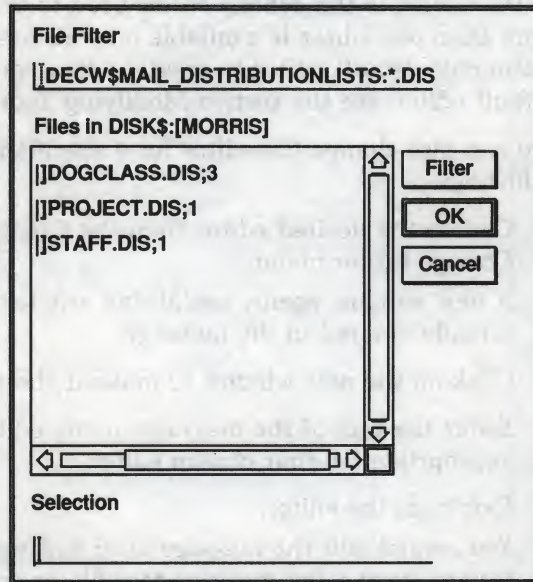 File Filter
DECW$MAIL_DISTRIBUTIONLISTS:*.DIS
Files in DISK$:[MORRIS]
|]DOGCLASS.DIS;3
|]PROJECT.DIS;1
|]STAFF.DIS;1
Filter
OK
Cancel
Selection